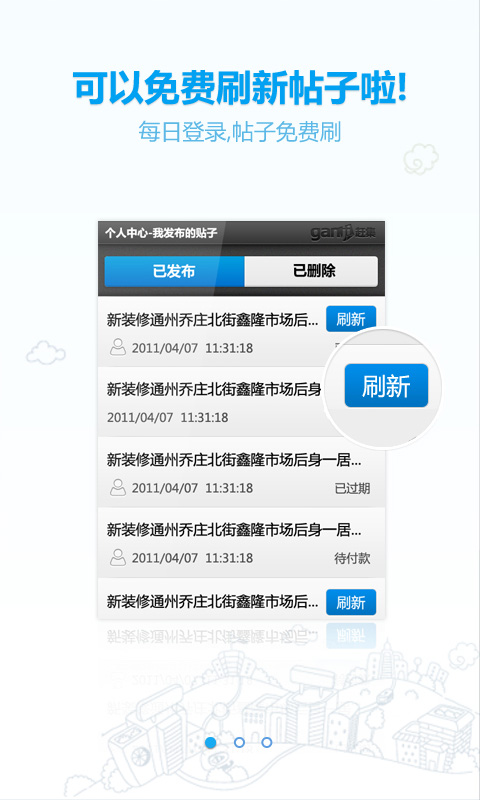 可以免费刷新帖子啦!
每日登录,帖子免费刷
个人中心-我发布的贴子
ganji 赶集
已发布 已删除
新装修通州乔庄北街鑫隆市场后... 刷新
2011/04/07 11:31:18
新装修通州乔庄北街鑫隆市场后身
刷新
2011/04/07 11:31:18
新装修通州乔庄北街鑫隆市场后身一居...
2011/04/07 11:31:18 已过期
新装修通州乔庄北街鑫隆市场后身一居...
2011/04/07 11:31:18 待付款
新装修通州乔庄北街鑫隆市场后... 刷新